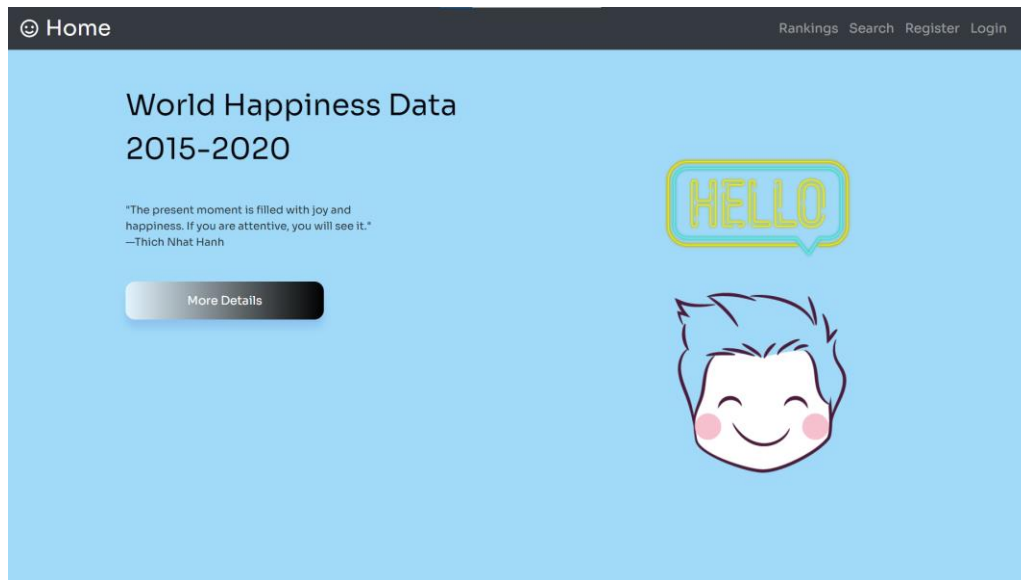 Home
Rankings Search Register Login
World Happiness Data
2015-2020
"The present moment is filled with joy and
happiness. If you are attentive, you will see it."
—Thich Nhat Hanh
More Details
HELLO